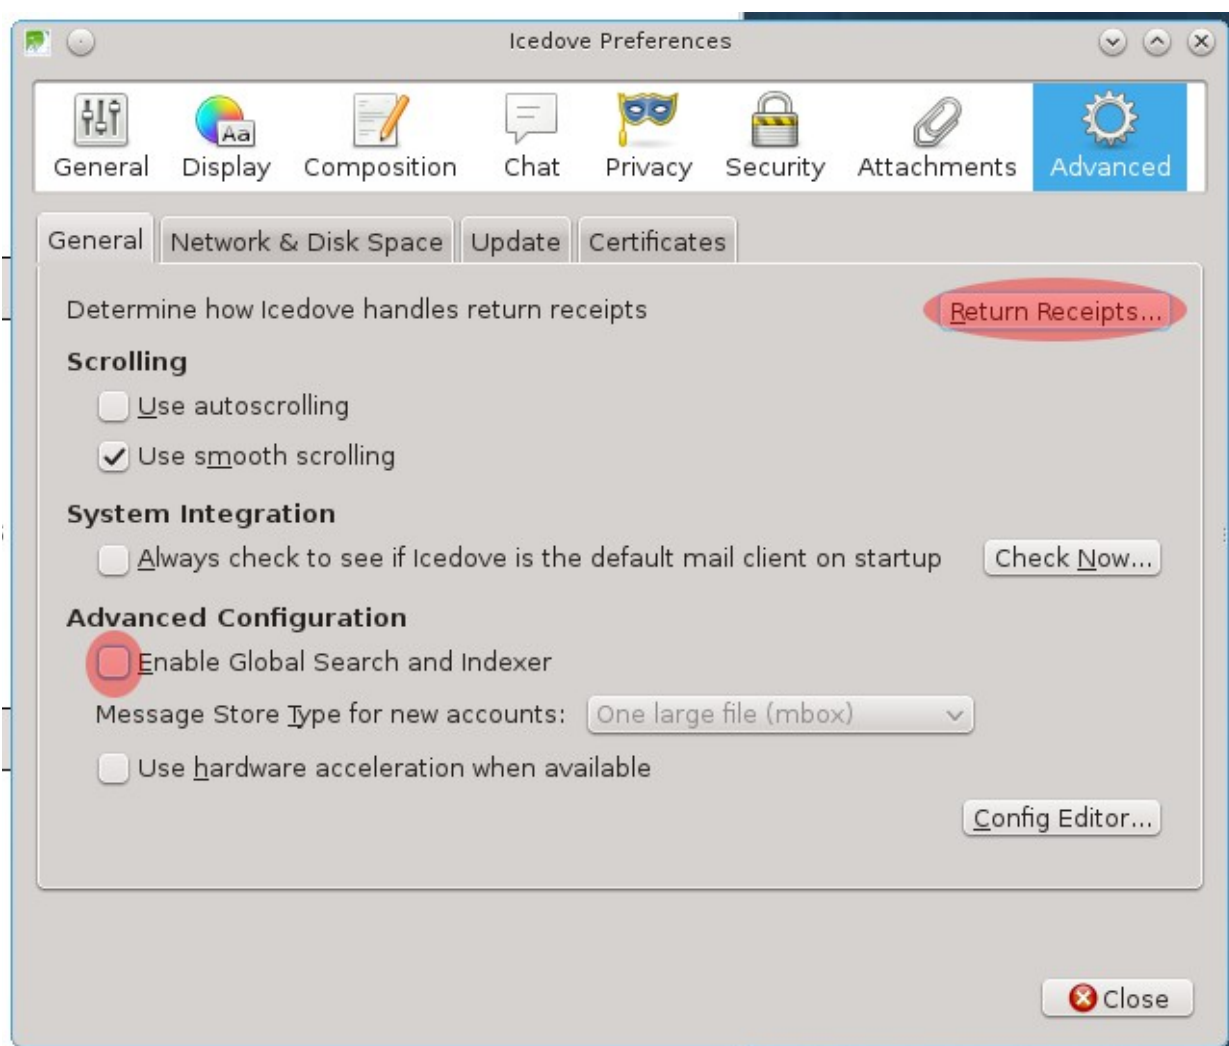 Icedove Preferences
Aa
General Display Composition Chat Privacy Security Attachments Advanced
General Network & Disk Space Update Certificates
Determine how Icedove handles return receipts Return Receipts...
Scrolling
Use autoscrolling
Use smooth scrolling
System Integration
Always check to see if Icedove is the default mail client on startup Check Now...
Advanced Configuration
Enable Global Search and Indexer
Message Store Type for new accounts: One large file (mbox)
Use hardware acceleration when available
Config Editor...
Close